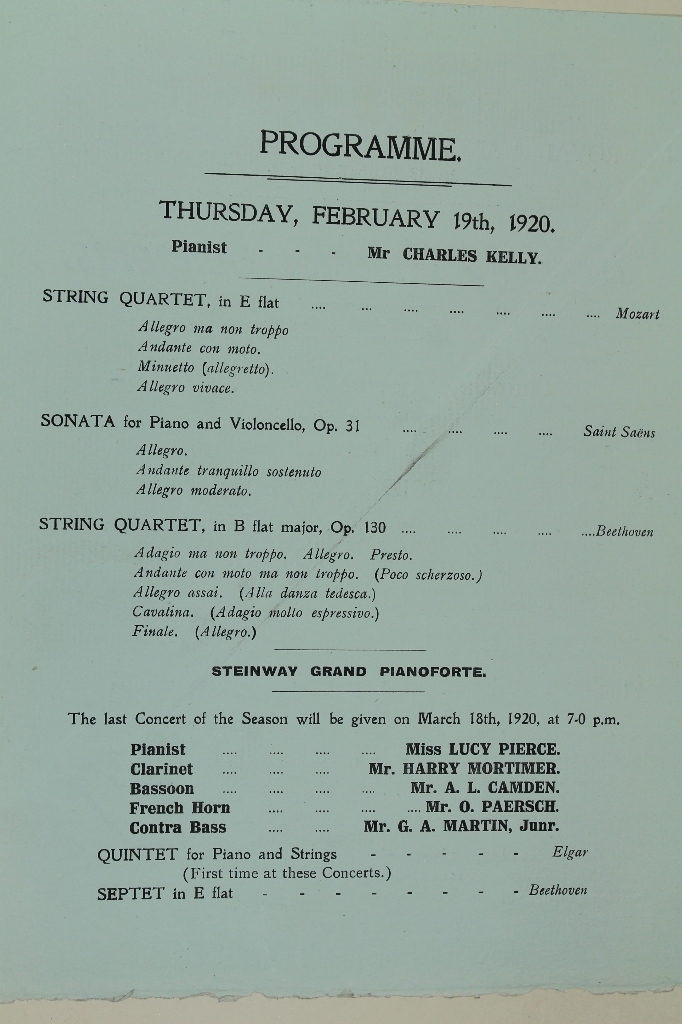 PROGRAMME.
THURSDAY, FEBRUARY 19th, 1920.
Pianist - - - Mr CHARLES KELLY.
STRING QUARTET, in E flat .... ... .... .... .... .... .... Mozart
Allegro ma non troppo
Andante con moto.
Minuetto (allegretto).
Allegro vivace.
SONATA for Piano and Violoncello, Op. 31 .... .... .... .... Saint Saëns
Allegro.
Andante tranquillo sostenuto
Allegro moderato.
STRING QUARTET, in B flat major, Op. 130 .... .... .... .... ....Beethoven
Adagio ma non troppo. Allegro. Presto.
Andante con moto ma non troppo. (Poco scherzoso.)
Allegro assai. (Alla danza tedesca.)
Cavatina. (Adagio molto espressivo.)
Finale. (Allegro.)
STEINWAY GRAND PIANOFORTE.
The last Concert of the Season will be given on March 18th, 1920, at 7-0 p.m.
Pianist .... .... .... .... Miss LUCY PIERCE.
Clarinet .... .... .... Mr. HARRY MORTIMER.
Bassoon .... .... .... .... Mr. A. L. CAMDEN.
French Horn .... .... .... ....Mr. O. PAERSCH.
Contra Bass .... .... Mr. G. A. MARTIN, Junr.
QUINTET for Piano and Strings - - - - - Elgar
(First time at these Concerts.)
SEPTET in E flat - - - - - - - - Beethoven